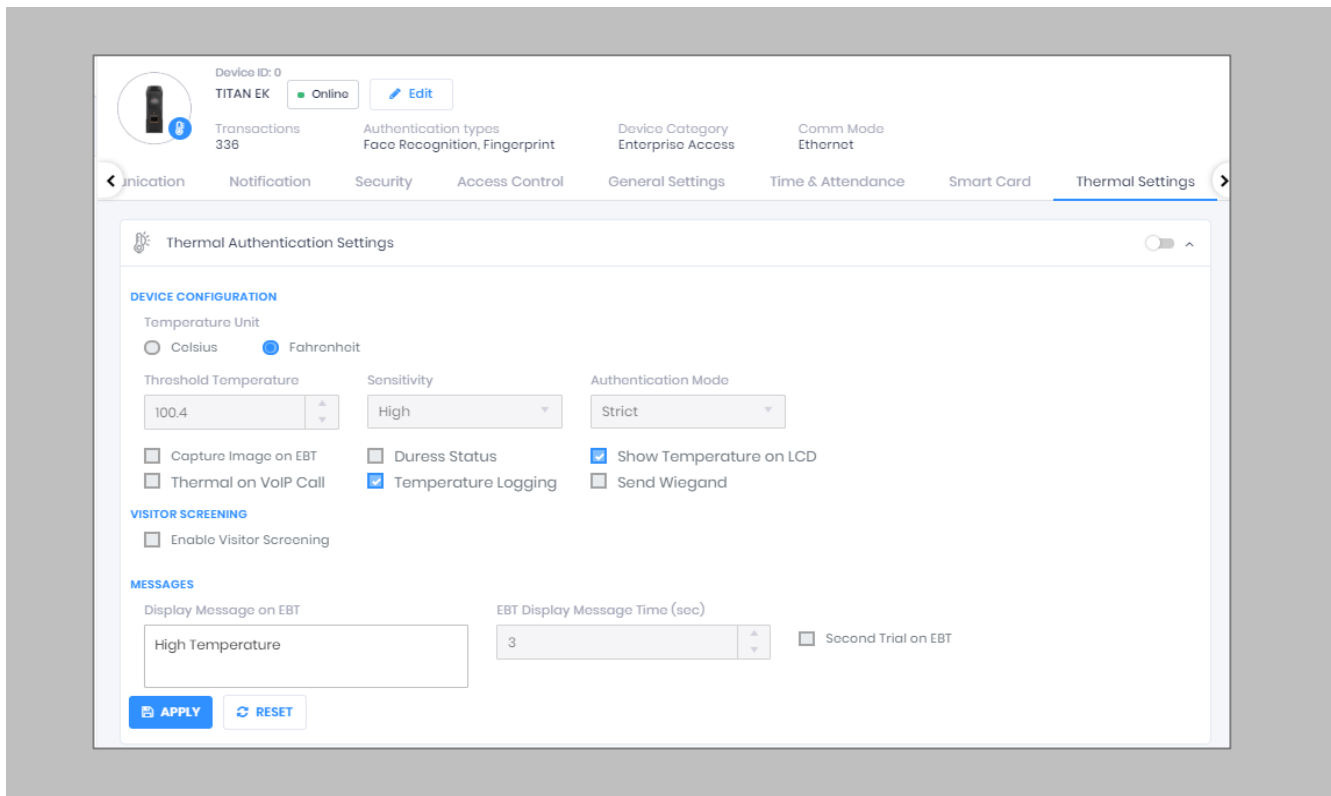 Device ID: 0
TITAN EK Online Edit
Transactions Authentication types Device Category Comm Mode
336 Face Recognition, Fingerprint Enterprise Access Ethernet
unication Notification Security Access Control General Settings Time & Attendance Smart Card Thermal Settings
Thermal Authentication Settings
DEVICE CONFIGURATION
Temperature Unit
Celsius Fahrenheit
Threshold Temperature Sensitivity Authentication Mode
100.4 High Strict
Capture Image on EBT Duress Status Show Temperature on LCD
Thermal on VoIP Call Temperature Logging Send Wiegand
VISITOR SCREENING
Enable Visitor Screening
MESSAGES
Display Message on EBT EBT Display Message Time (sec)
High Temperature 3 Second Trial on EBT
APPLY RESET